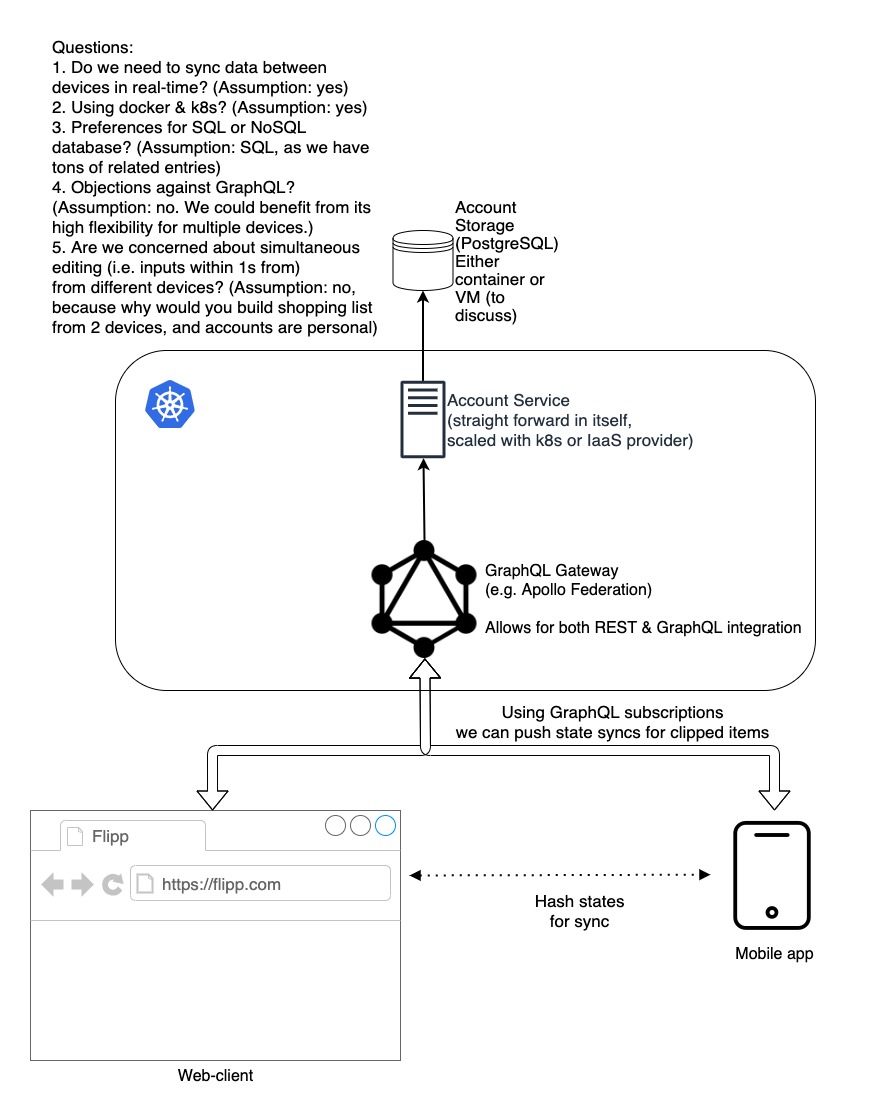 Questions:
1. Do we need to sync data between
devices in real-time? (Assumption: yes)
2. Using docker & k8s? (Assumption: yes)
3. Preferences for SQL or NoSQL
database? (Assumption: SQL, as we have
tons of related entries)
4. Objections against GraphQL?
(Assumption: no. We could benefit from its
high flexibility for multiple devices.)
5. Are we concerned about simultaneous
editing (i.e. inputs within 1s from)
from different devices? (Assumption: no,
because why would you build shopping list
from 2 devices, and accounts are personal)
Account
Storage
(PostgreSQL)
Either
container or
VM (to
discuss)
Account Service
(straight forward in itself,
scaled with k8s or IaaS provider)
GraphQL Gateway
(e.g. Apollo Federation)
Allows for both REST & GraphQL integration
Using GraphQL subscriptions
we can push state syncs for clipped items
Flipp
https://flipp.com
Hash states
for sync
Mobile app
Web-client